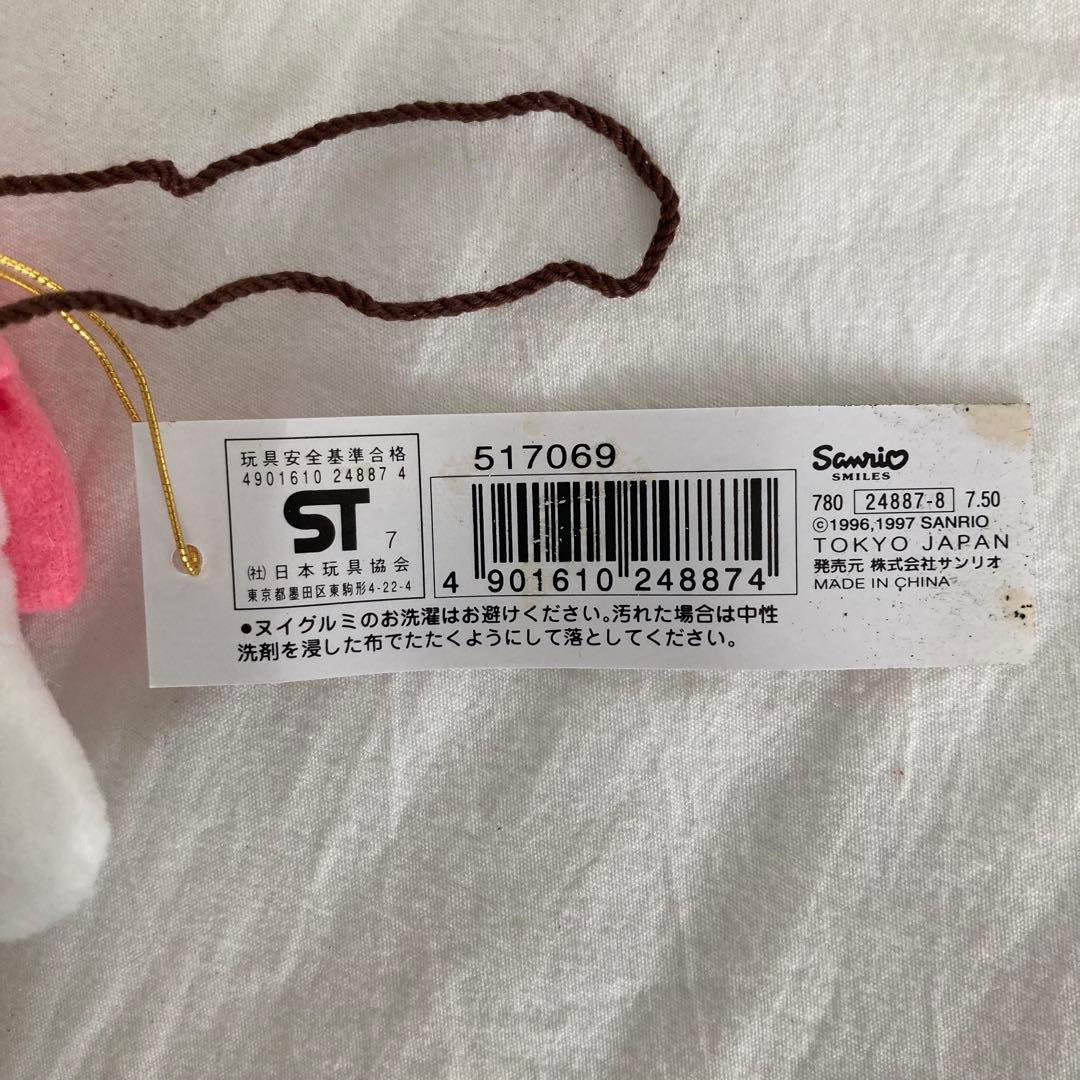 玩具安全基準合格
4901610 24887 4
ST 7
(社)日本玩具協会
東京都墨田区東駒形4-22-4
517069
4 901610 248874
Sanrio
SMILES
780 24887-8 7.50
©1996,1997 SANRIO
TOKYO JAPAN
発売元 株式会社サンリオ
MADE IN CHINA
●ヌイグルミのお洗濯はお避けください。汚れた場合は中性
洗剤を浸した布でたたくようにして落としてください。